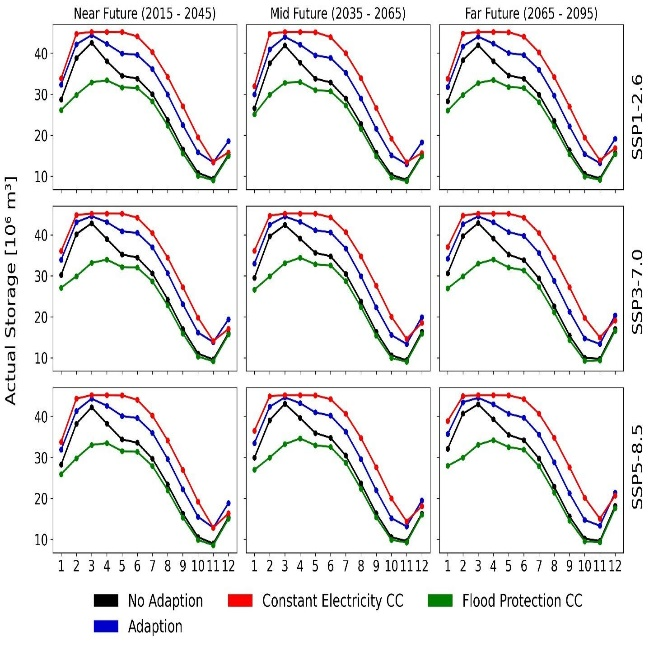 Near Future (2015 - 2045) Mid Future (2035 - 2065) Far Future (2065 - 2095)
40
30
20
10
SSP1-2.6
Actual Storage [10⁶ m³]
40
30
20
10
SSP3-7.0
40
30
20
10
SSP5-8.5
1 2 3 4 5 6 7 8 9 10 11 12 1 2 3 4 5 6 7 8 9 10 11 12 1 2 3 4 5 6 7 8 9 10 11 12
No Adaption Constant Electricity CC Flood Protection CC
Adaption